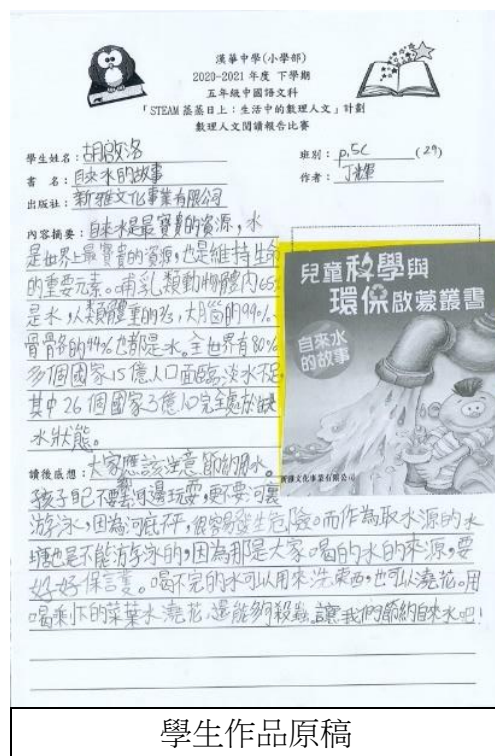 漢華中學(小學部)
2020-2021 年度 下學期
五年級中國語文科
「STEAM 蒸蒸日上：生活中的數理人文」計劃
數理人文閱讀報告比賽
學生姓名：胡啟洛 班別：p.5C (29)
書 名：自來水的故事 作者：丁輝
出版社：新雅文化事業有限公司
內容摘要：自來水是最寶貴的資源，水
是世界上最寶貴的資源，也是維持生命
的重要元素。哺乳類動物體內65
是水，人類體重的 大腦的99%、
骨骼的44%也都是水。全世界有80%
多個國家15億人口面臨淡水不足，
其中26個國家3億人口完全處於缺
水狀態。
兒童科學與
環保啟蒙叢書
自來水
的故事
新雅文化事業有限公司
讀後感想：大家應該注意節約用水。
孩子 不要 河邊玩耍，更不要
游泳，因為河底不平，很容易發生危險。而作為取水源的水
塘也是不能游泳的，因為那是大家喝的水的來源，要
好好保護。喝不完的水可以用來洗東西，也可以澆花。用
喝剩下的菜葉水澆花，還能夠殺蟲。讓我們節約自來水吧！
學生作品原稿